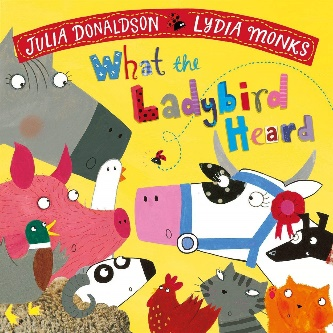 JULIA DONALDSON LYDIA MONKS
What the
Ladybird
Heard